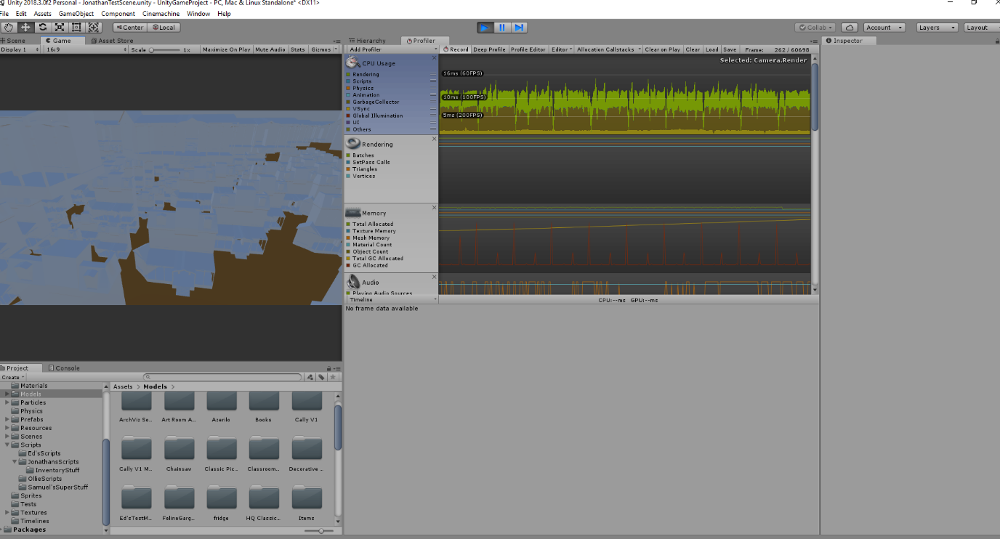 Unity 2018.3.0f2 Personal - JonathanTestScene.unity - UnityGameProject - PC, Mac & Linux Standalone* <DX11>
File Edit Assets GameObject Component Cinemachine Window Help
Center Local Collab Account Layers Layout
Scene Game Asset Store Hierarchy Profiler Inspector
Display 1 16:9 Scale 1x Maximize On Play Mute Audio Stats Gizmos
Add Profiler Record Deep Profile Profile Editor Editor Allocation Callstacks Clear on Play Clear Load Save Frame: 262 / 60698
Selected: Camera.Render
CPU Usage
Rendering
Scripts
Physics
Animation
GarbageCollector
VSync
Global Illumination
UI
Others
16ms (60FPS)
10ms (100FPS)
5ms (200FPS)
Rendering
Batches
SetPass Calls
Triangles
Vertices
Memory
Total Allocated
Texture Memory
Mesh Memory
Material Count
Object Count
Total GC Allocated
GC Allocated
Audio
Playing Audio Sources
Timeline CPU:--ms GPU:--ms
No frame data available
Project Console
Create
Materials
Models
Particles
Physics
Prefabs
Resources
Scenes
Scripts
Ed'sScripts
JonathansScripts
InventoryStuff
OllieScripts
Samuel'sSuperStuff
Sprites
Tests
Textures
Timelines
Packages
Assets > Models >
ArchViz So... Art Room A... Azerilo Books Cally V1
Cally V1 M... Chainsaw Classic Pic... Classroom... Decorative ...
Ed'sTestM... FelineGarg... fridge HQ Classic... Items